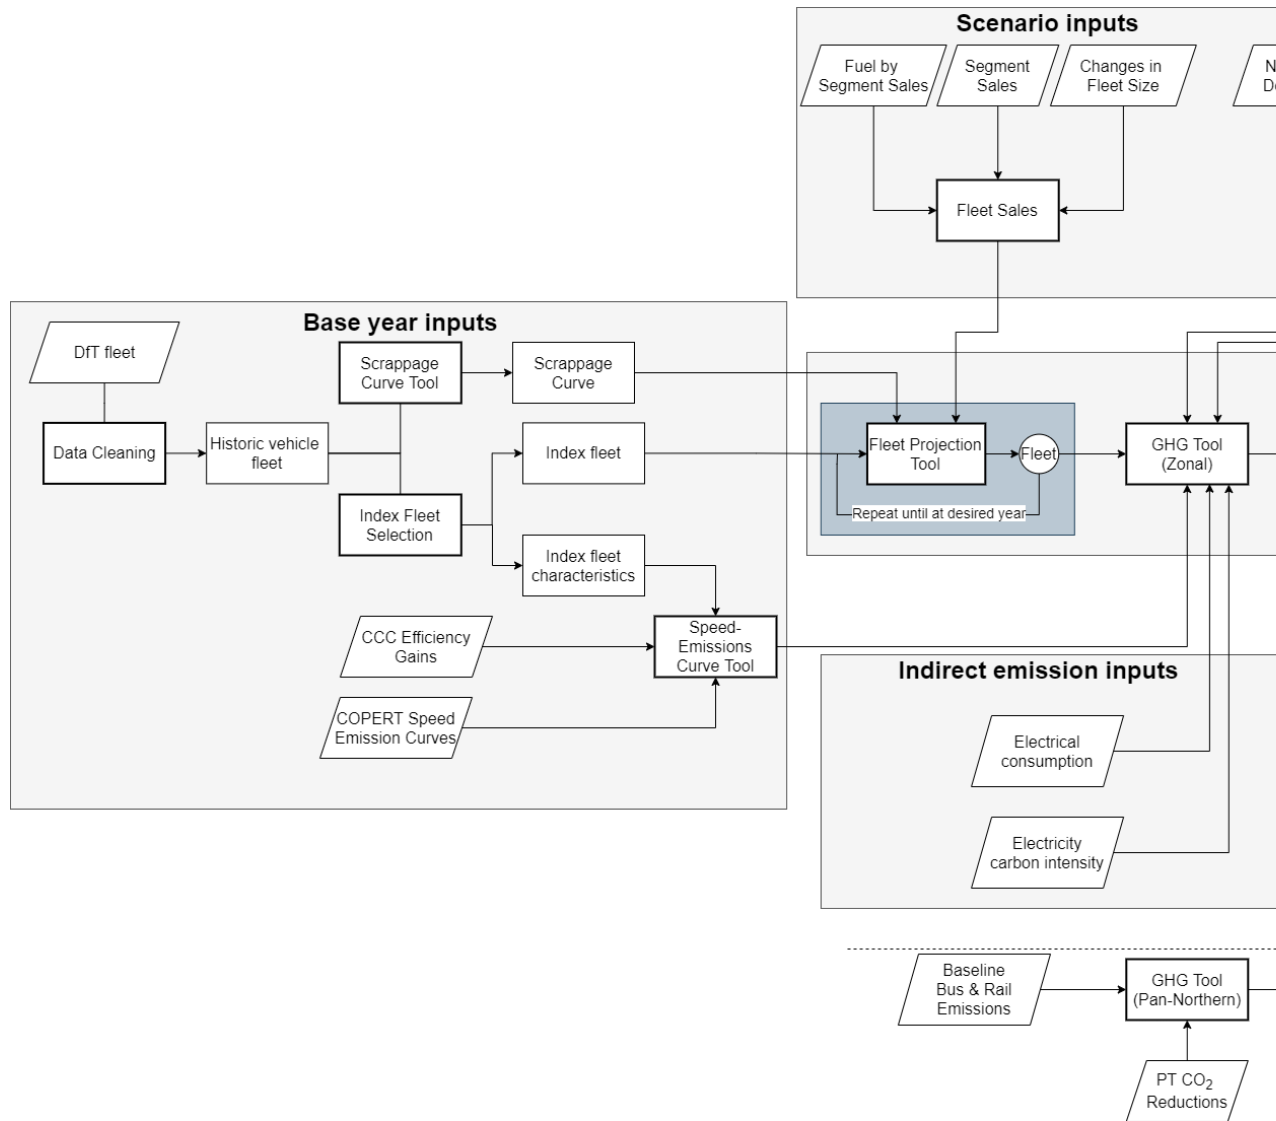 Scenario inputs
Fuel by
Segment Sales
Segment
Sales
Changes in
Fleet Size
N
De
Fleet Sales
Base year inputs
DfT fleet
Scrappage
Curve Tool
Scrappage
Curve
Data Cleaning
Historic vehicle
fleet
Index fleet
Fleet Projection
Tool
Fleet
GHG Tool
(Zonal)
Repeat until at desired year
Index Fleet
Selection
Index fleet
characteristics
CCC Efficiency
Gains
Speed-
Emissions
Curve Tool
COPERT Speed
Emission Curves
Indirect emission inputs
Electrical
consumption
Electricity
carbon intensity
Baseline
Bus & Rail
Emissions
GHG Tool
(Pan-Northern)
PT CO₂
Reductions